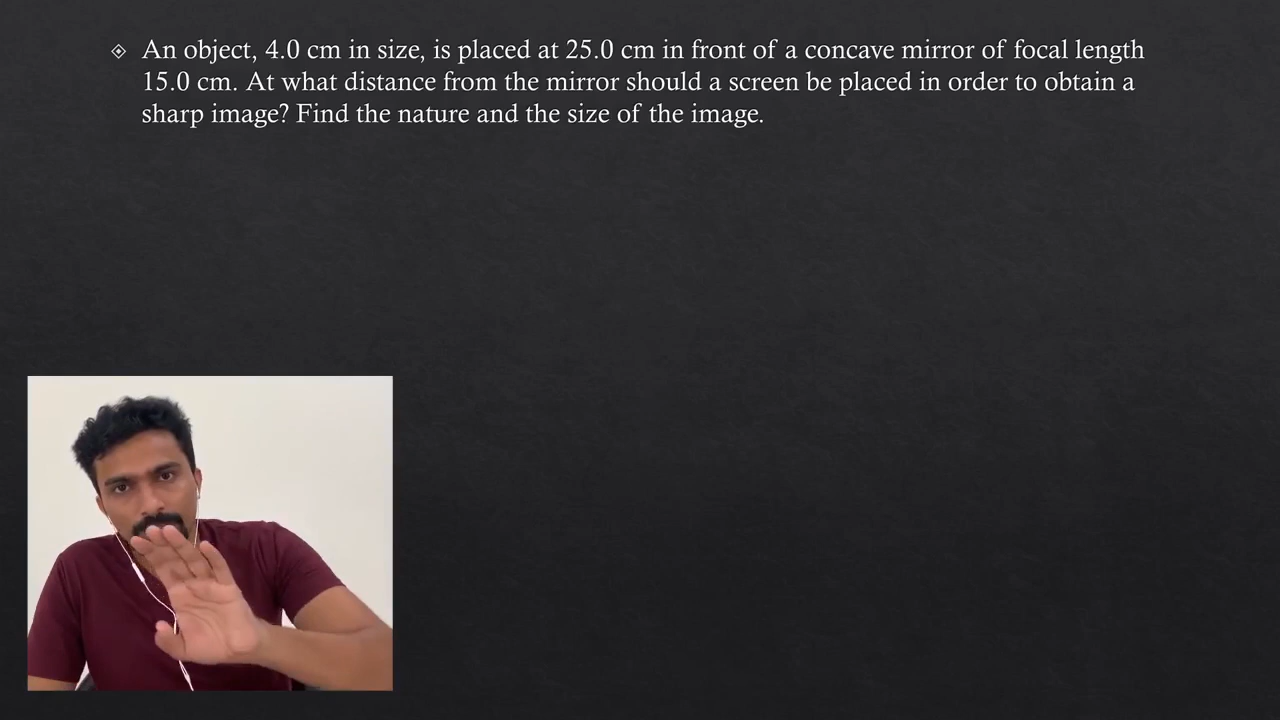 An object, 4.0 cm in size, is placed at 25.0 cm in front of a concave mirror of focal length
15.0 cm. At what distance from the mirror should a screen be placed in order to obtain a
sharp image? Find the nature and the size of the image.